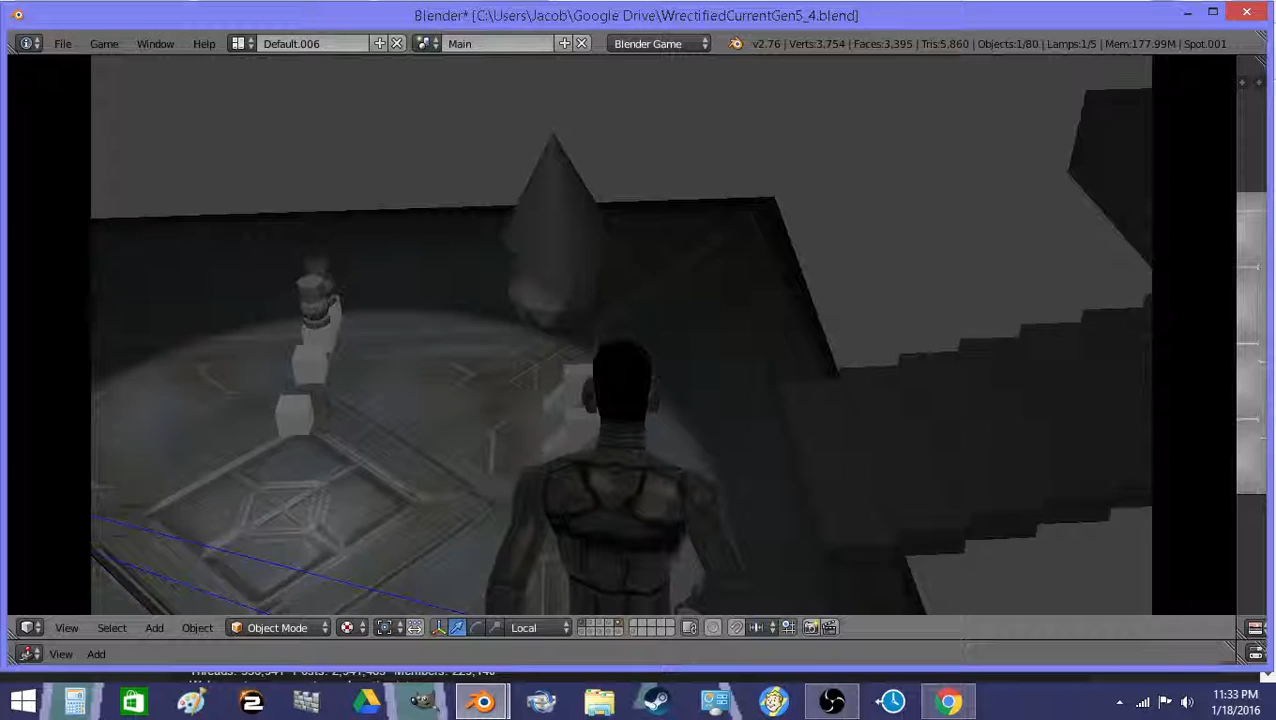 Blender* [C:\Users\Jacob\Google Drive\WrectifiedCurrentGen5_4.blend]
File Game Window Help Default.006 Main Blender Game v2.76 | Verts:3,754 | Faces:3,395 | Tris:5,860 | Objects:1/80 | Lamps:1/5 | Mem:177.99M | Spot.001
View Select Add Object Object Mode Local
View Add
11:33 PM
1/18/2016